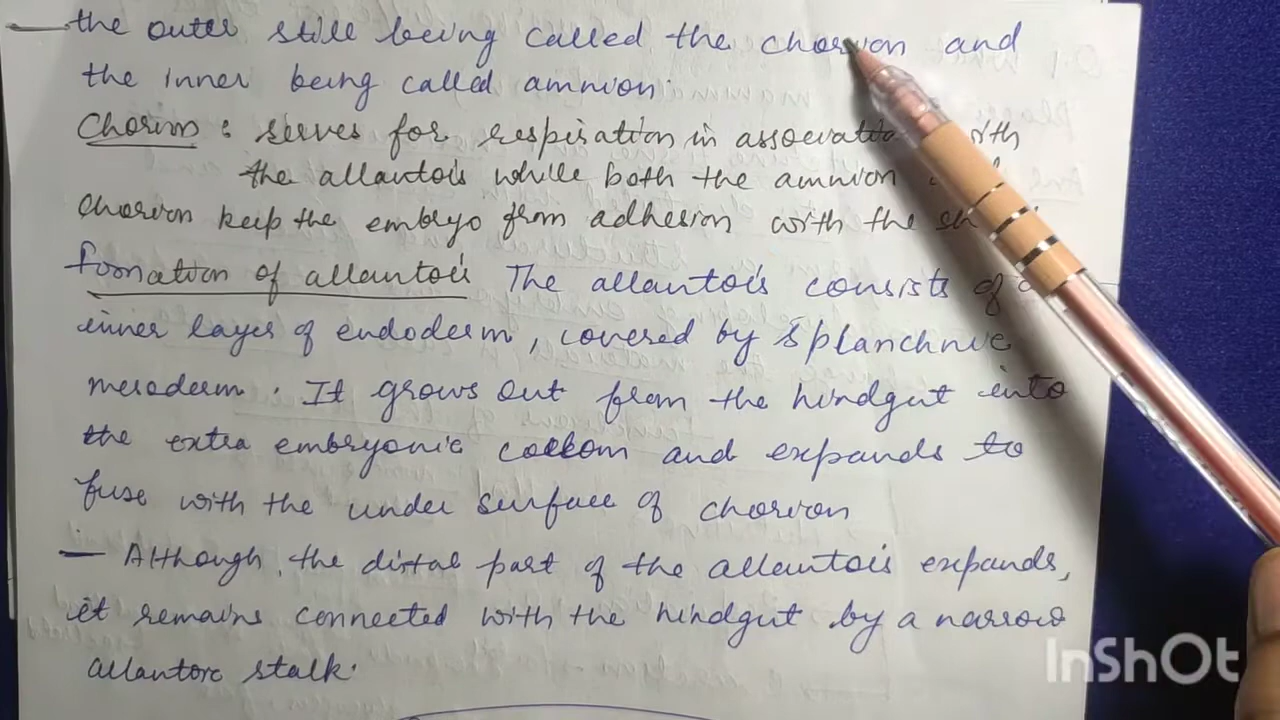 the outer still being called the chorion and
the inner being called amnion.
Chorion : serves for respiration in association with
the allantois while both the amnion
chorion keep the embryo from adhesion with the
formation of allantois The allantois consists of
inner layer of endoderm, covered by splanchnic
mesoderm. It grows out from the hindgut into
the extra embryonic coelom and expands to
fuse with the under surface of chorion
— Although, the distal part of the allantois expands,
it remains connected with the hindgut by a narrow
allantoic stalk.
InShOt